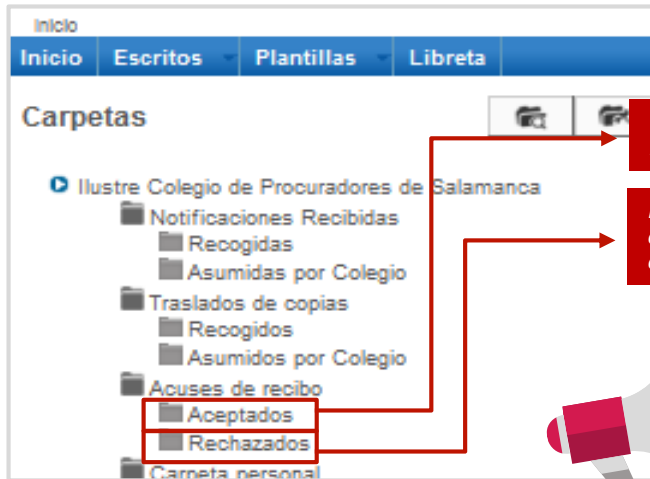 Inicio
Inicio Escritos Plantillas Libreta
Carpetas
Ilustre Colegio de Procuradores de Salamanca
Notificaciones Recibidas
Recogidas
Asumidas por Colegio
Traslados de copias
Recogidos
Asumidos por Colegio
Acuses de recibo
Aceptados
Rechazados
Carpeta personal